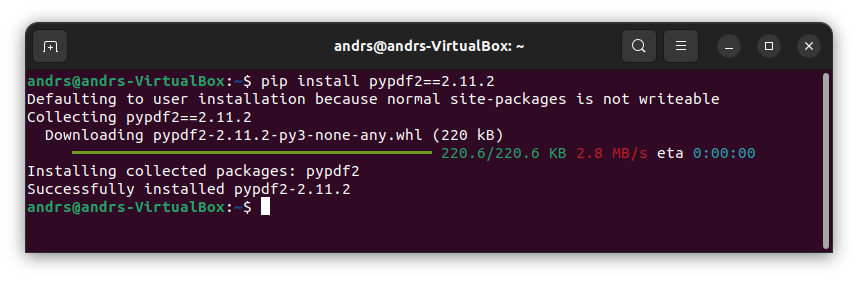 andrs@andrs-VirtualBox: ~
andrs@andrs-VirtualBox:~$ pip install pypdf2==2.11.2
Defaulting to user installation because normal site-packages is not writeable
Collecting pypdf2==2.11.2
  Downloading pypdf2-2.11.2-py3-none-any.whl (220 kB)
220.6/220.6 KB 2.8 MB/s eta 0:00:00
Installing collected packages: pypdf2
Successfully installed pypdf2-2.11.2
andrs@andrs-VirtualBox:~$